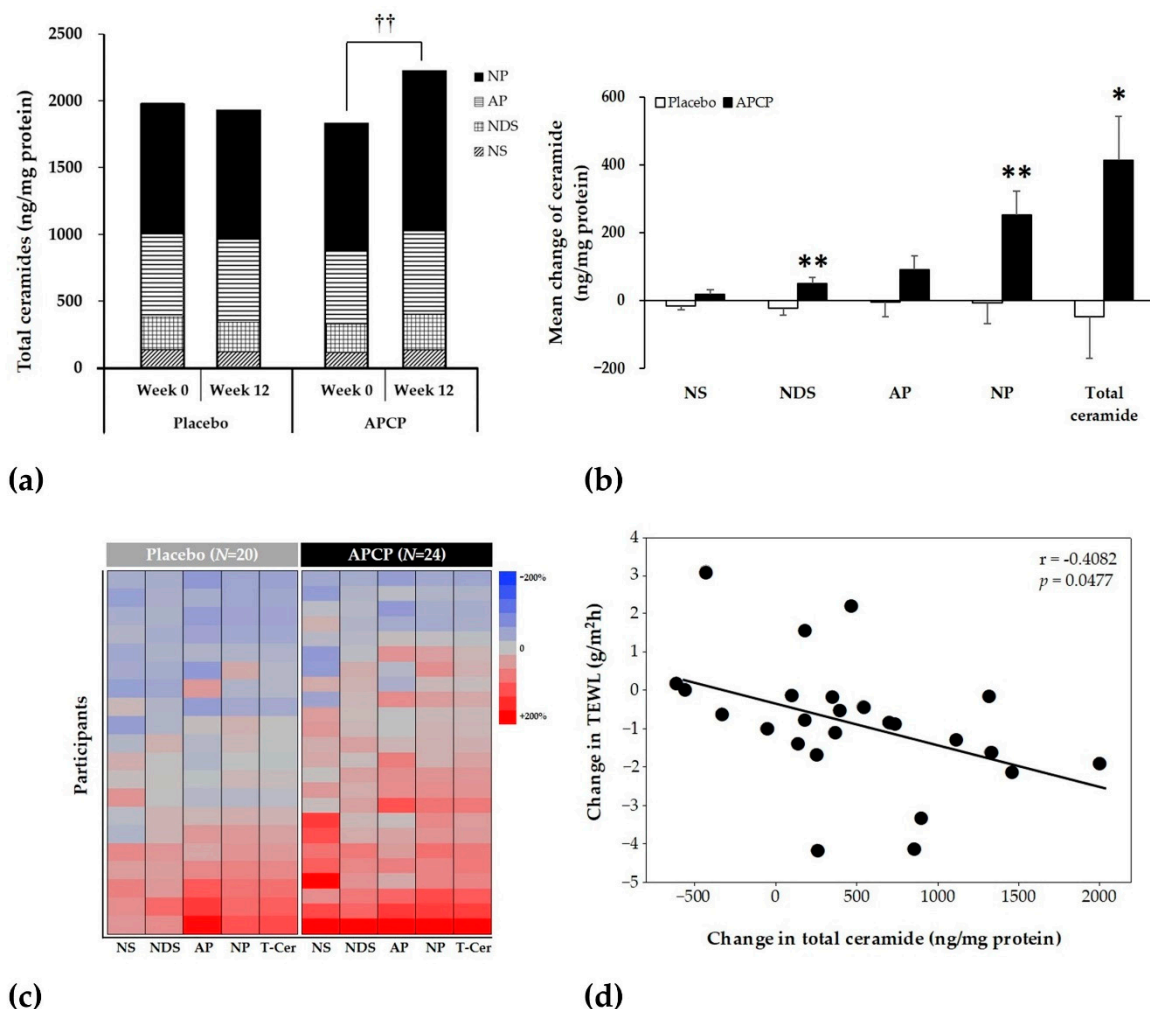 Total ceramides (ng/mg protein)
2500
2000
1500
1000
500
0
††
NP
AP
NDS
NS
Week 0
Week 12
Week 0
Week 12
Placebo
APCP
(a)
Mean change of ceramide
(ng/mg protein)
600
400
200
0
−200
Placebo
APCP
**
**
*
NS
NDS
AP
NP
Total
ceramide
(b)
Placebo (N=20)
APCP (N=24)
Participants
-200%
0
+200%
NS
NDS
AP
NP
T-Cer
NS
NDS
AP
NP
T-Cer
(c)
Change in TEWL (g/m²h)
4
3
2
1
0
−1
−2
−3
−4
−5
r = -0.4082
p = 0.0477
−500
0
500
1000
1500
2000
Change in total ceramide (ng/mg protein)
(d)